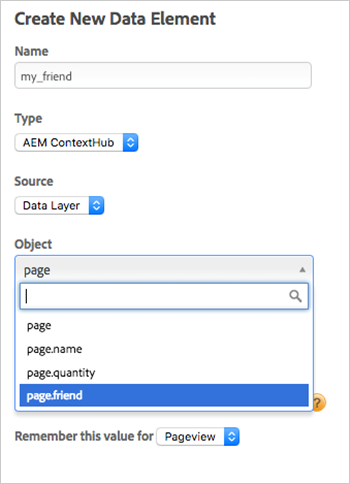 Create New Data Element
Name
my_friend
Type
AEM ContextHub
Source
Data Layer
Object
page
page
page.name
page.quantity
page.friend
?
Remember this value for Pageview